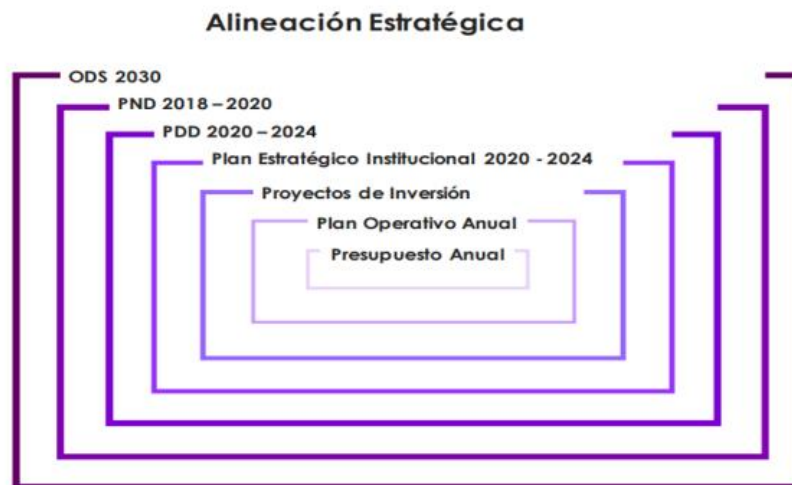 Alineación Estratégica
ODS 2030
PND 2018 – 2020
PDD 2020 – 2024
Plan Estratégico Institucional 2020 - 2024
Proyectos de Inversión
Plan Operativo Anual
Presupuesto Anual